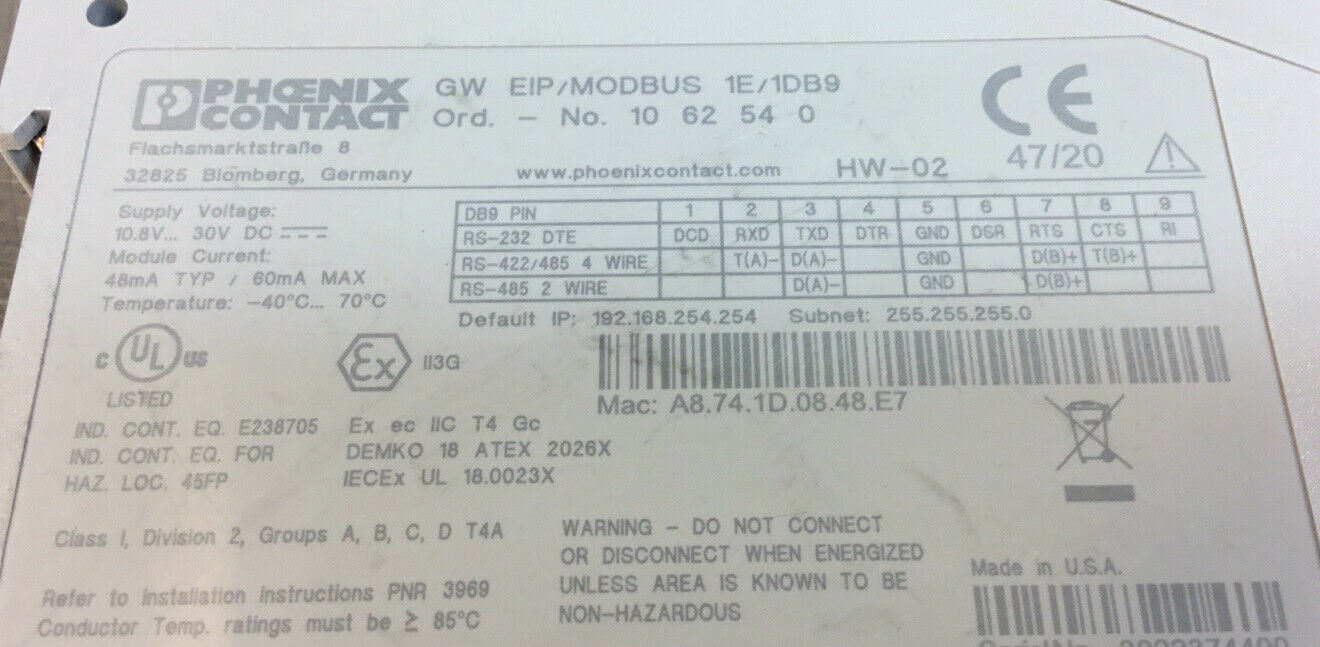 PHŒNIX
CONTACT
GW EIP/MODBUS 1E/1DB9
Ord. – No. 10 62 54 0
CE
Flachsmarktstraße 8
32825 Blomberg, Germany
www.phoenixcontact.com
HW-02
47/20
Supply Voltage:
10.8V... 30V DC
Module Current:
48mA TYP / 60mA MAX
Temperature: -40°C... 70°C
DB9 PIN 1 2 3 4 5 6 7 8 9
RS-232 DTE DCD RXD TXD DTR GND DSR RTS CTS RI
RS-422/485 4 WIRE T(A)- D(A)- GND D(B)+ T(B)+
RS-485 2 WIRE D(A)- GND D(B)+
Default IP: 192.168.254.254 Subnet: 255.255.255.0
C UL US
LISTED
Ex II3G
Mac: A8.74.1D.08.48.E7
IND. CONT. EQ. E238705
IND. CONT. EQ. FOR
HAZ. LOC. 45FP
Ex ec IIC T4 Gc
DEMKO 18 ATEX 2026X
IECEx UL 18.0023X
Class I, Division 2, Groups A, B, C, D T4A
Refer to installation instructions PNR 3969
Conductor Temp. ratings must be ≥ 85°C
WARNING - DO NOT CONNECT
OR DISCONNECT WHEN ENERGIZED
UNLESS AREA IS KNOWN TO BE
NON-HAZARDOUS
Made in U.S.A.